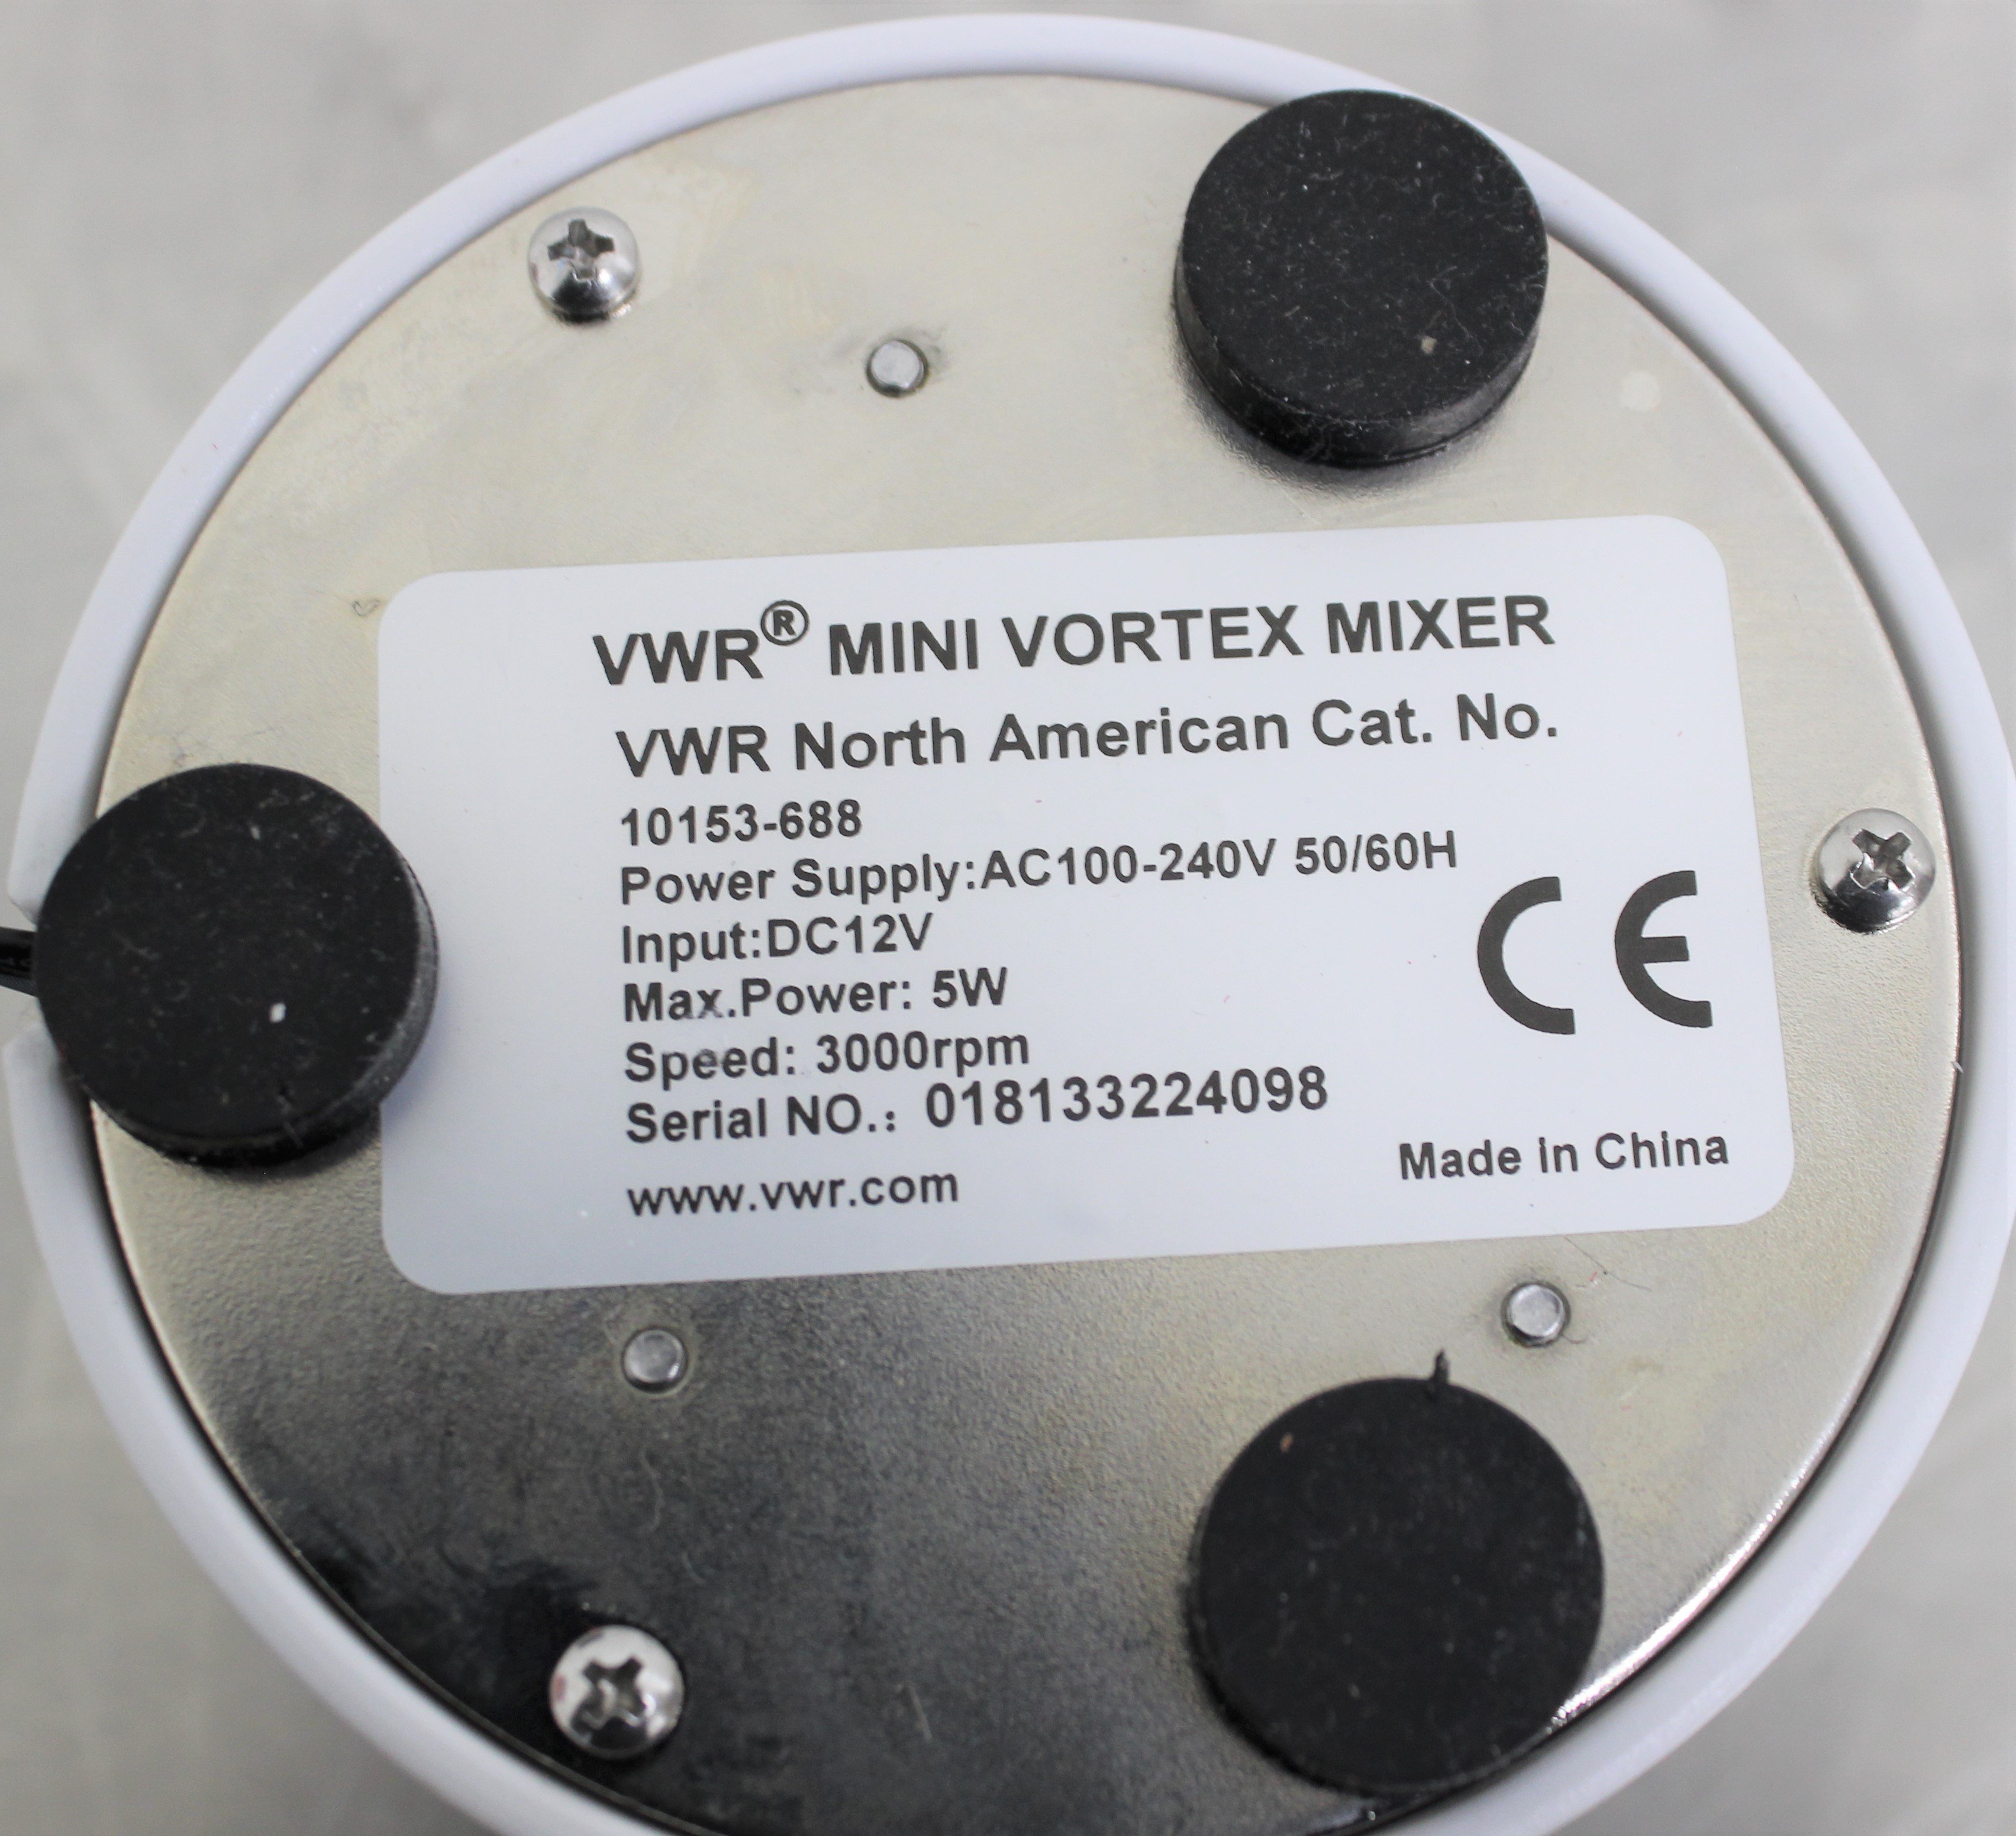 VWR® MINI VORTEX MIXER
VWR North American Cat. No.
10153-688
Power Supply:AC100-240V 50/60H
Input:DC12V
Max.Power: 5W
Speed: 3000rpm
Serial NO.: 018133224098
www.vwr.com
Made in China
CE